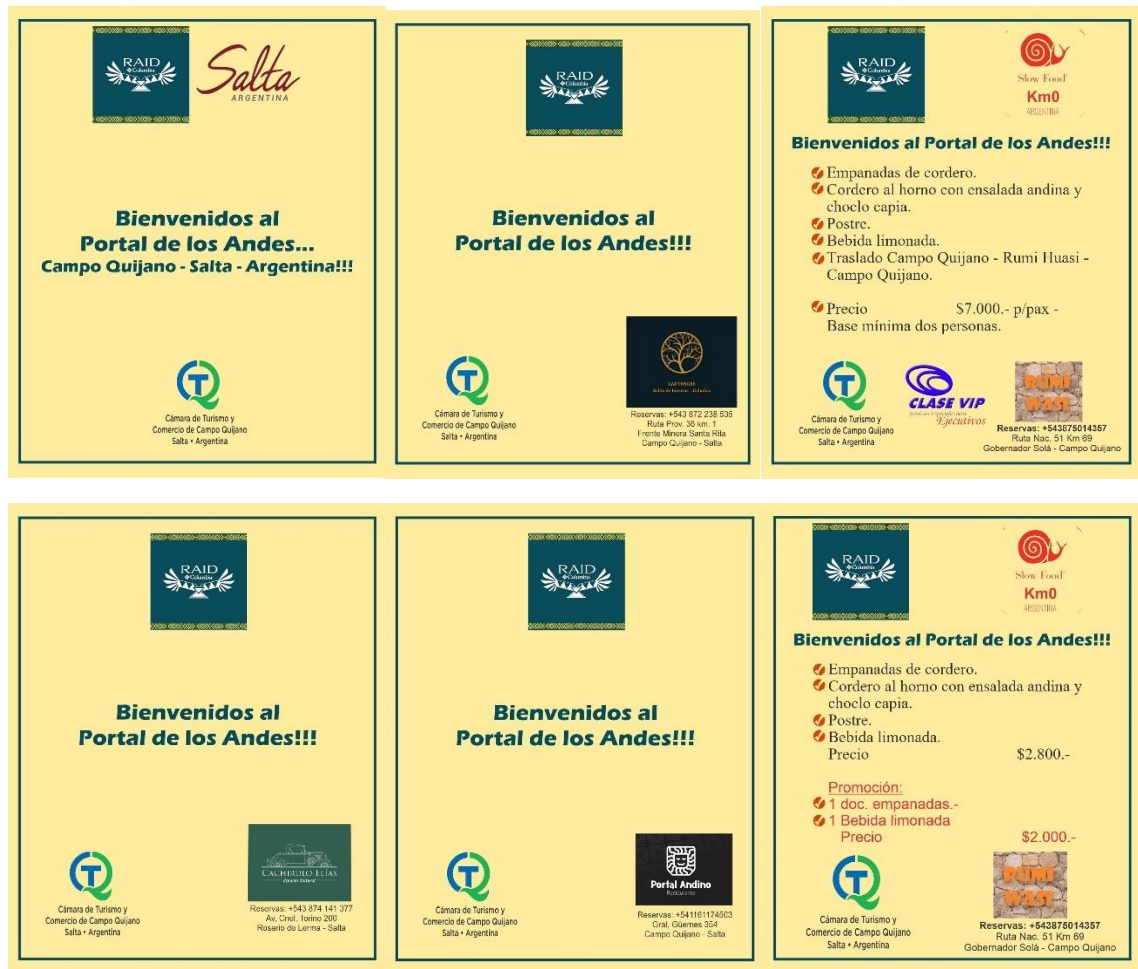 RAID
Columbia
Salta
ARGENTINA
Bienvenidos al
Portal de los Andes...
Campo Quijano - Salta - Argentina!!!
Cámara de Turismo y
Comercio de Campo Quijano
Salta • Argentina
RAID
Columbia
Bienvenidos al
Portal de los Andes!!!
Cámara de Turismo y
Comercio de Campo Quijano
Salta • Argentina
Reservas: +543 872 238 535
Ruta Prov. 36 km. 1
Frente Minera Santa Rita
Campo Quijano - Salta
RAID
Columbia
Slow Food
Km0
ARGENTINA
Bienvenidos al Portal de los Andes!!!
Empanadas de cordero.
Cordero al horno con ensalada andina y
choclo capia.
Postre.
Bebida limonada.
Traslado Campo Quijano - Rumi Huasi -
Campo Quijano.
Precio $7.000.- p/pax -
Base mínima dos personas.
Cámara de Turismo y
Comercio de Campo Quijano
Salta • Argentina
CLASE VIP
Ejecutivos
RUMI
WASI
Reservas: +543875014357
Ruta Nac. 51 Km 69
Gobernador Solá - Campo Quijano
RAID
Columbia
Bienvenidos al
Portal de los Andes!!!
Cámara de Turismo y
Comercio de Campo Quijano
Salta • Argentina
CACHIRULO ELÍAS
Espacio Cultural
Reservas: +543 874 141 377
Av, Cnol, Torino 200
Rosario de Lerma - Salta
RAID
Columbia
Bienvenidos al
Portal de los Andes!!!
Cámara de Turismo y
Comercio de Campo Quijano
Salta • Argentina
Portal Andino
Restaurante
Reservas: +541161174503
Gral, Güemes 354
Campo Quijano - Salta
RAID
Columbia
Slow Food
Km0
ARGENTINA
Bienvenidos al Portal de los Andes!!!
Empanadas de cordero.
Cordero al horno con ensalada andina y
choclo capia.
Postre.
Bebida limonada.
Precio $2.800.-
Promoción:
1 doc. empanadas.-
1 Bebida limonada
Precio $2.000.-
Cámara de Turismo y
Comercio de Campo Quijano
Salta • Argentina
RUMI
WASI
Reservas: +543875014357
Ruta Nac. 51 Km 69
Gobernador Solá - Campo Quijano